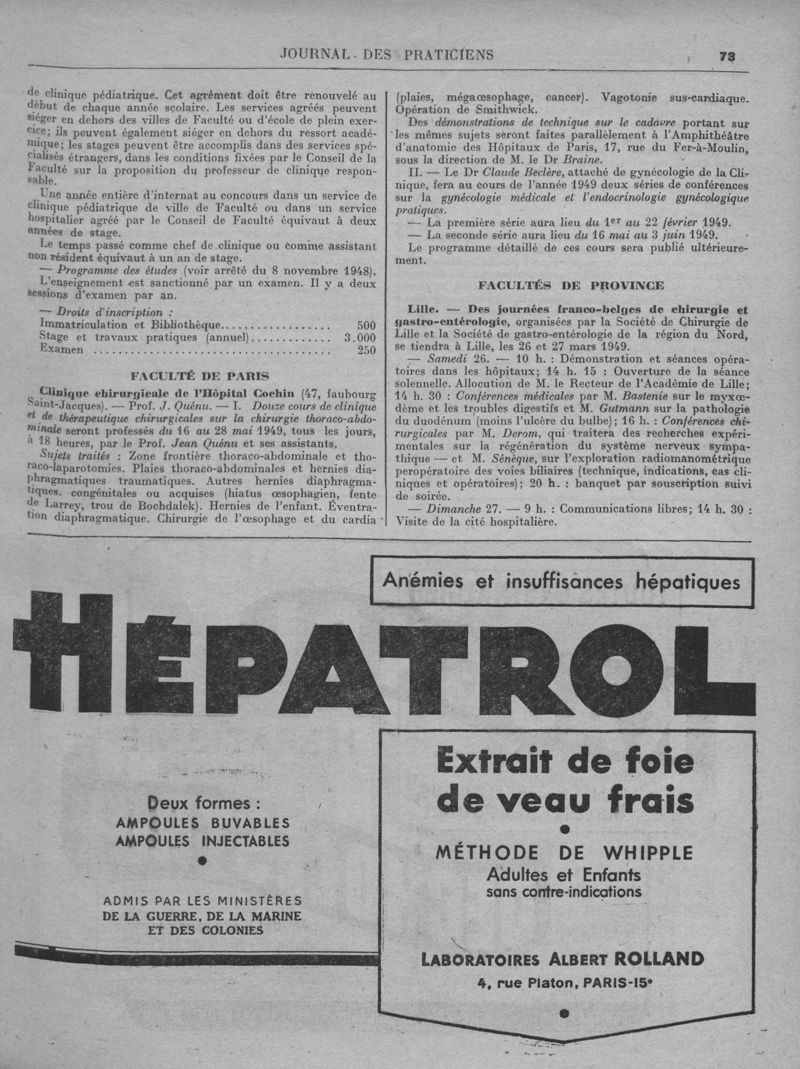 JOURNAL DES PRATICIENS
73
de clinique pédiatrique. Cet agrément doit être renouvelé au
début de chaque année scolaire. Les services agréés peuvent
siéger en dehors des villes de Faculté ou d'école de plein exer-
cice; ils peuvent également siéger en dehors du ressort acadé-
mique; les stages peuvent être accomplis dans des services spé-
cialisés étrangers, dans les conditions fixées par le Conseil de la
Faculté sur la proposition du professeur de clinique respon-
sable.
Une année entière d'internat au concours dans un service de
clinique pédiatrique de ville de Faculté ou dans un service
hospitalier agréé par le Conseil de Faculté équivaut à deux
années de stage.
Le temps passé comme chef de clinique ou comme assistant
non résident équivaut à un an de stage.
— Programme des études (voir arrêté du 8 novembre 1948).
L'enseignement est sanctionné par un examen. Il y a deux
sessions d'examen par an.
— Droits d'inscription :
Immatriculation et Bibliothèque................. 500
Stage et travaux pratiques (annuel)............. 3.000
Examen ..................................... 250
FACULTÉ DE PARIS
Clinique chirurgicale de l'Hôpital Cochin (47, faubourg
Saint-Jacques). — Prof. J. Quénu. — I. Douze cours de clinique
et de thérapeutique chirurgicales sur la chirurgie thoraco-abdo-
minale seront professés du 16 au 28 mai 1949, tous les jours,
à 18 heures, par le Prof. Jean Quénu et ses assistants.
Sujets traités : Zone frontière thoraco-abdominale et tho-
raco-laparotomies. Plaies thoraco-abdominales et hernies dia-
phragmatiques traumatiques. Autres hernies diaphragma-
tiques. congénitales ou acquises (hiatus œsophagien, fente
de Larrey, trou de Bochdalek). Hernies de l'enfant. Éventra-
tion diaphragmatique. Chirurgie de l'œsophage et du cardia
(plaies, mégaœsophage, cancer). Vagotonie sus-cardiaque.
Opération de Smithwick.
Des démonstrations de technique sur le cadavre portant sur
les mêmes sujets seront faites parallèlement à l'Amphithéâtre
d'anatomie des Hôpitaux de Paris, 17, rue du Fer-à-Moulin,
sous la direction de M. le Dr Braine.
II. — Le Dr Claude Beclère, attaché de gynécologie de la Cli-
nique, fera au cours de l'année 1949 deux séries de conférences
sur la gynécologie médicale et l'endocrinologie gynécologique
pratiques.
— La première série aura lieu du 1er au 22 février 1949.
— La seconde série aura lieu du 16 mai au 3 juin 1949.
Le programme détaillé de ces cours sera publié ultérieure-
ment.
FACULTÉS DE PROVINCE
Lille. — Des journées franco-belges de chirurgie et
gastro-entérologie, organisées par la Société de Chirurgie de
Lille et la Société de gastro-entérologie de la région du Nord,
se tiendra à Lille, les 26 et 27 mars 1949.
— Samedi 26. — 10 h. : Démonstration et séances opéra-
toires dans les hôpitaux; 14 h. 15 : Ouverture de la séance
solennelle. Allocution de M. le Recteur de l'Académie de Lille;
14 h. 30 : Conférences médicales par M. Bastenie sur le myxœ-
dème et les troubles digestifs et M. Gutmann sur la pathologie
du duodénum (moins l'ulcère du bulbe); 16 h. : Conférences chi-
rurgicales par M. Derom, qui traitera des recherches expéri-
mentales sur la régénération du système nerveux sympa-
thique — et M. Sénèque, sur l'exploration radiomanométrique
peropératoire des voies biliaires (technique, indications, cas cli-
niques et opératoires); 20 h. : banquet par souscription suivi
de soirée.
— Dimanche 27. — 9 h. : Communications libres; 14 h. 30 :
Visite de la cité hospitalière.
Anémies et insuffisances hépatiques
HÉPATROL
Extrait de foie
de veau frais
MÉTHODE DE WHIPPLE
Adultes et Enfants
sans contre-indications
Deux formes :
AMPOULES BUVABLES
AMPOULES INJECTABLES
ADMIS PAR LES MINISTÈRES
DE LA GUERRE, DE LA MARINE
ET DES COLONIES
LABORATOIRES ALBERT ROLLAND
4, rue Platon, PARIS-15e